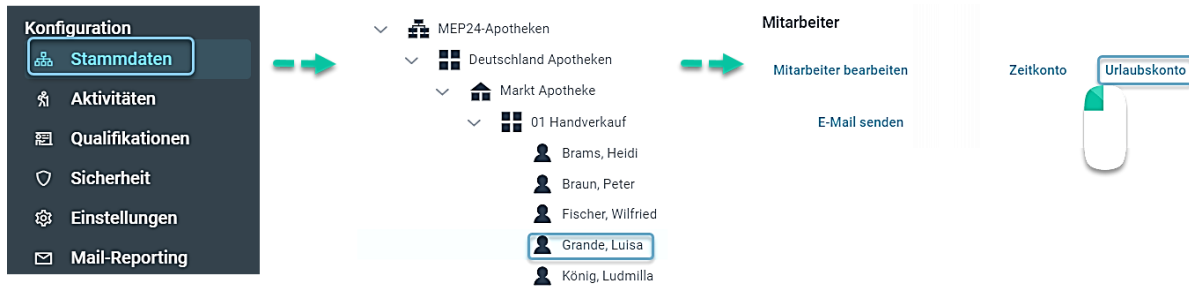 Konfiguration
Stammdaten
Aktivitäten
Qualifikationen
Sicherheit
Einstellungen
Mail-Reporting
MEP24-Apotheken
Deutschland Apotheken
Markt Apotheke
01 Handverkauf
Brams, Heidi
Braun, Peter
Fischer, Wilfried
Grande, Luisa
König, Ludmilla
Mitarbeiter
Mitarbeiter bearbeiten
Zeitkonto
Urlaubskonto
E-Mail senden